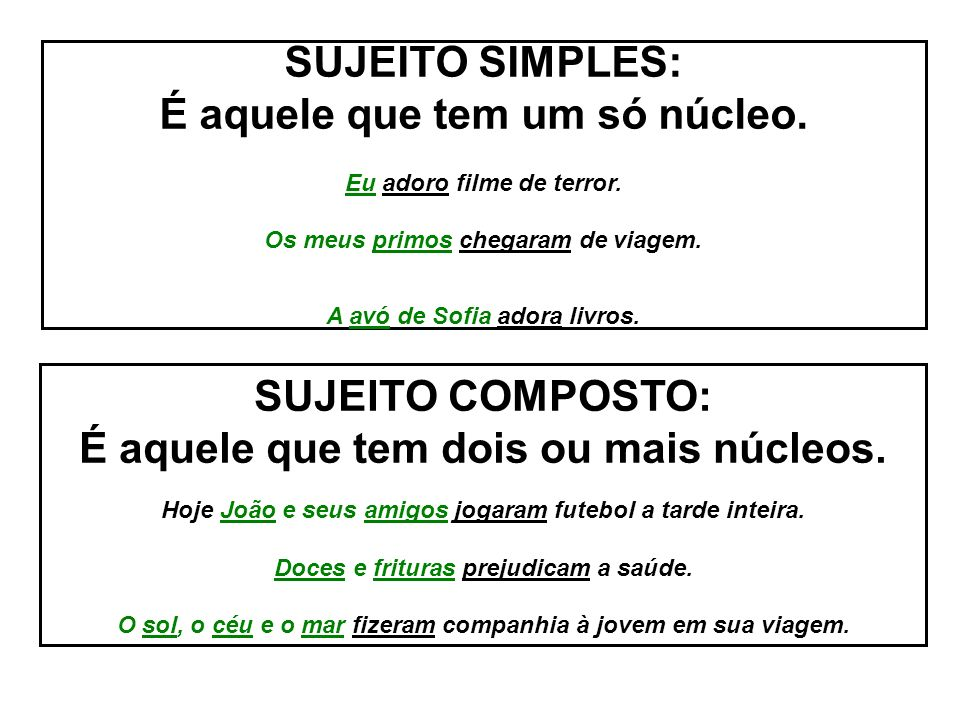 SUJEITO SIMPLES:
É aquele que tem um só núcleo.
Eu adoro filme de terror.
Os meus primos chegaram de viagem.
A avó de Sofia adora livros.
SUJEITO COMPOSTO:
É aquele que tem dois ou mais núcleos.
Hoje João e seus amigos jogaram futebol a tarde inteira.
Doces e frituras prejudicam a saúde.
O sol, o céu e o mar fizeram companhia à jovem em sua viagem.